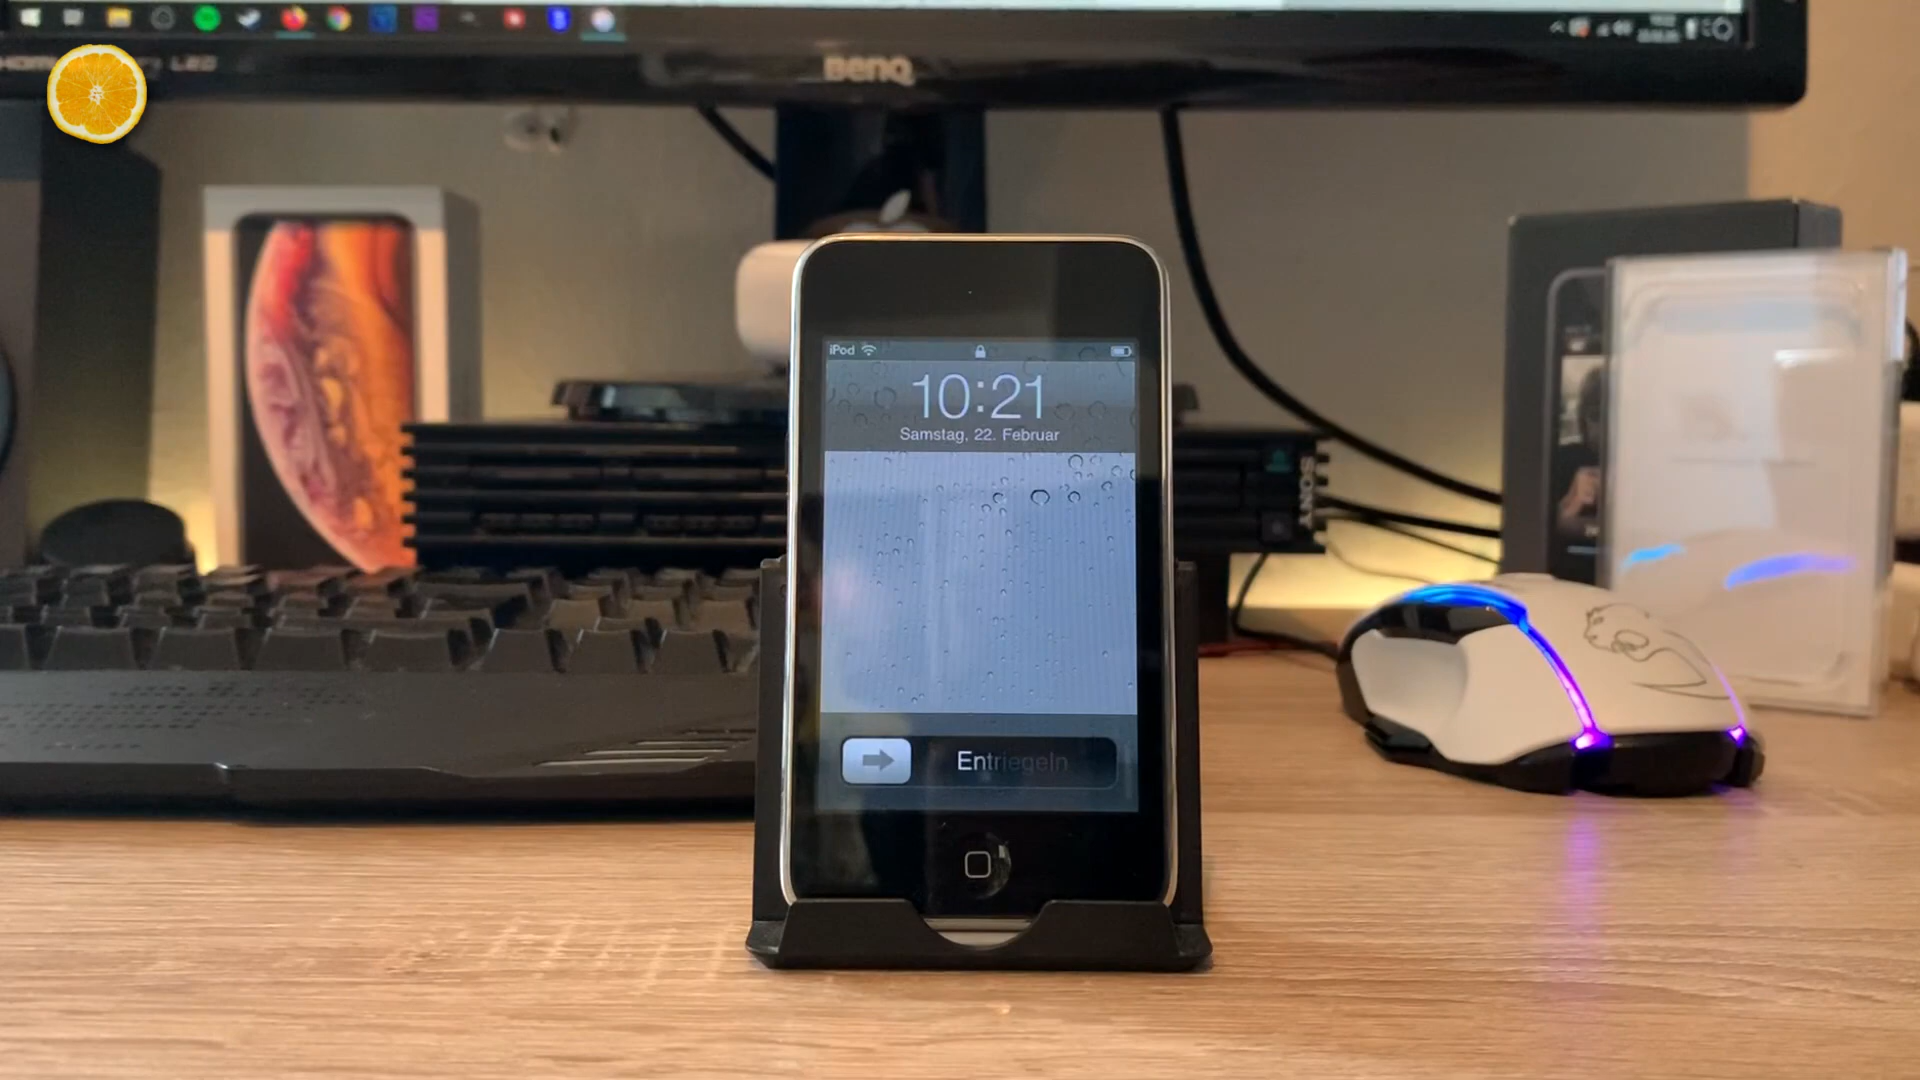 BenQ
iPod
10:21
Samstag, 22. Februar
SONY
Entriegeln